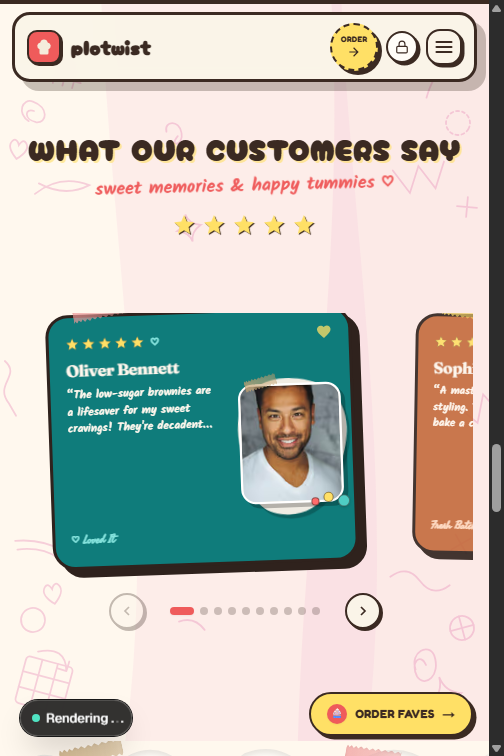 plotwist
ORDER
→
WHAT OUR CUSTOMERS SAY
sweet memories & happy tummies ♡
Oliver Bennett
“The low-sugar brownies are
a lifesaver for my sweet
cravings! They're decadent...
♡ Loved It
Soph
“A mast
styling.
bake a c
Fresh Batc
Rendering ...
ORDER FAVES →